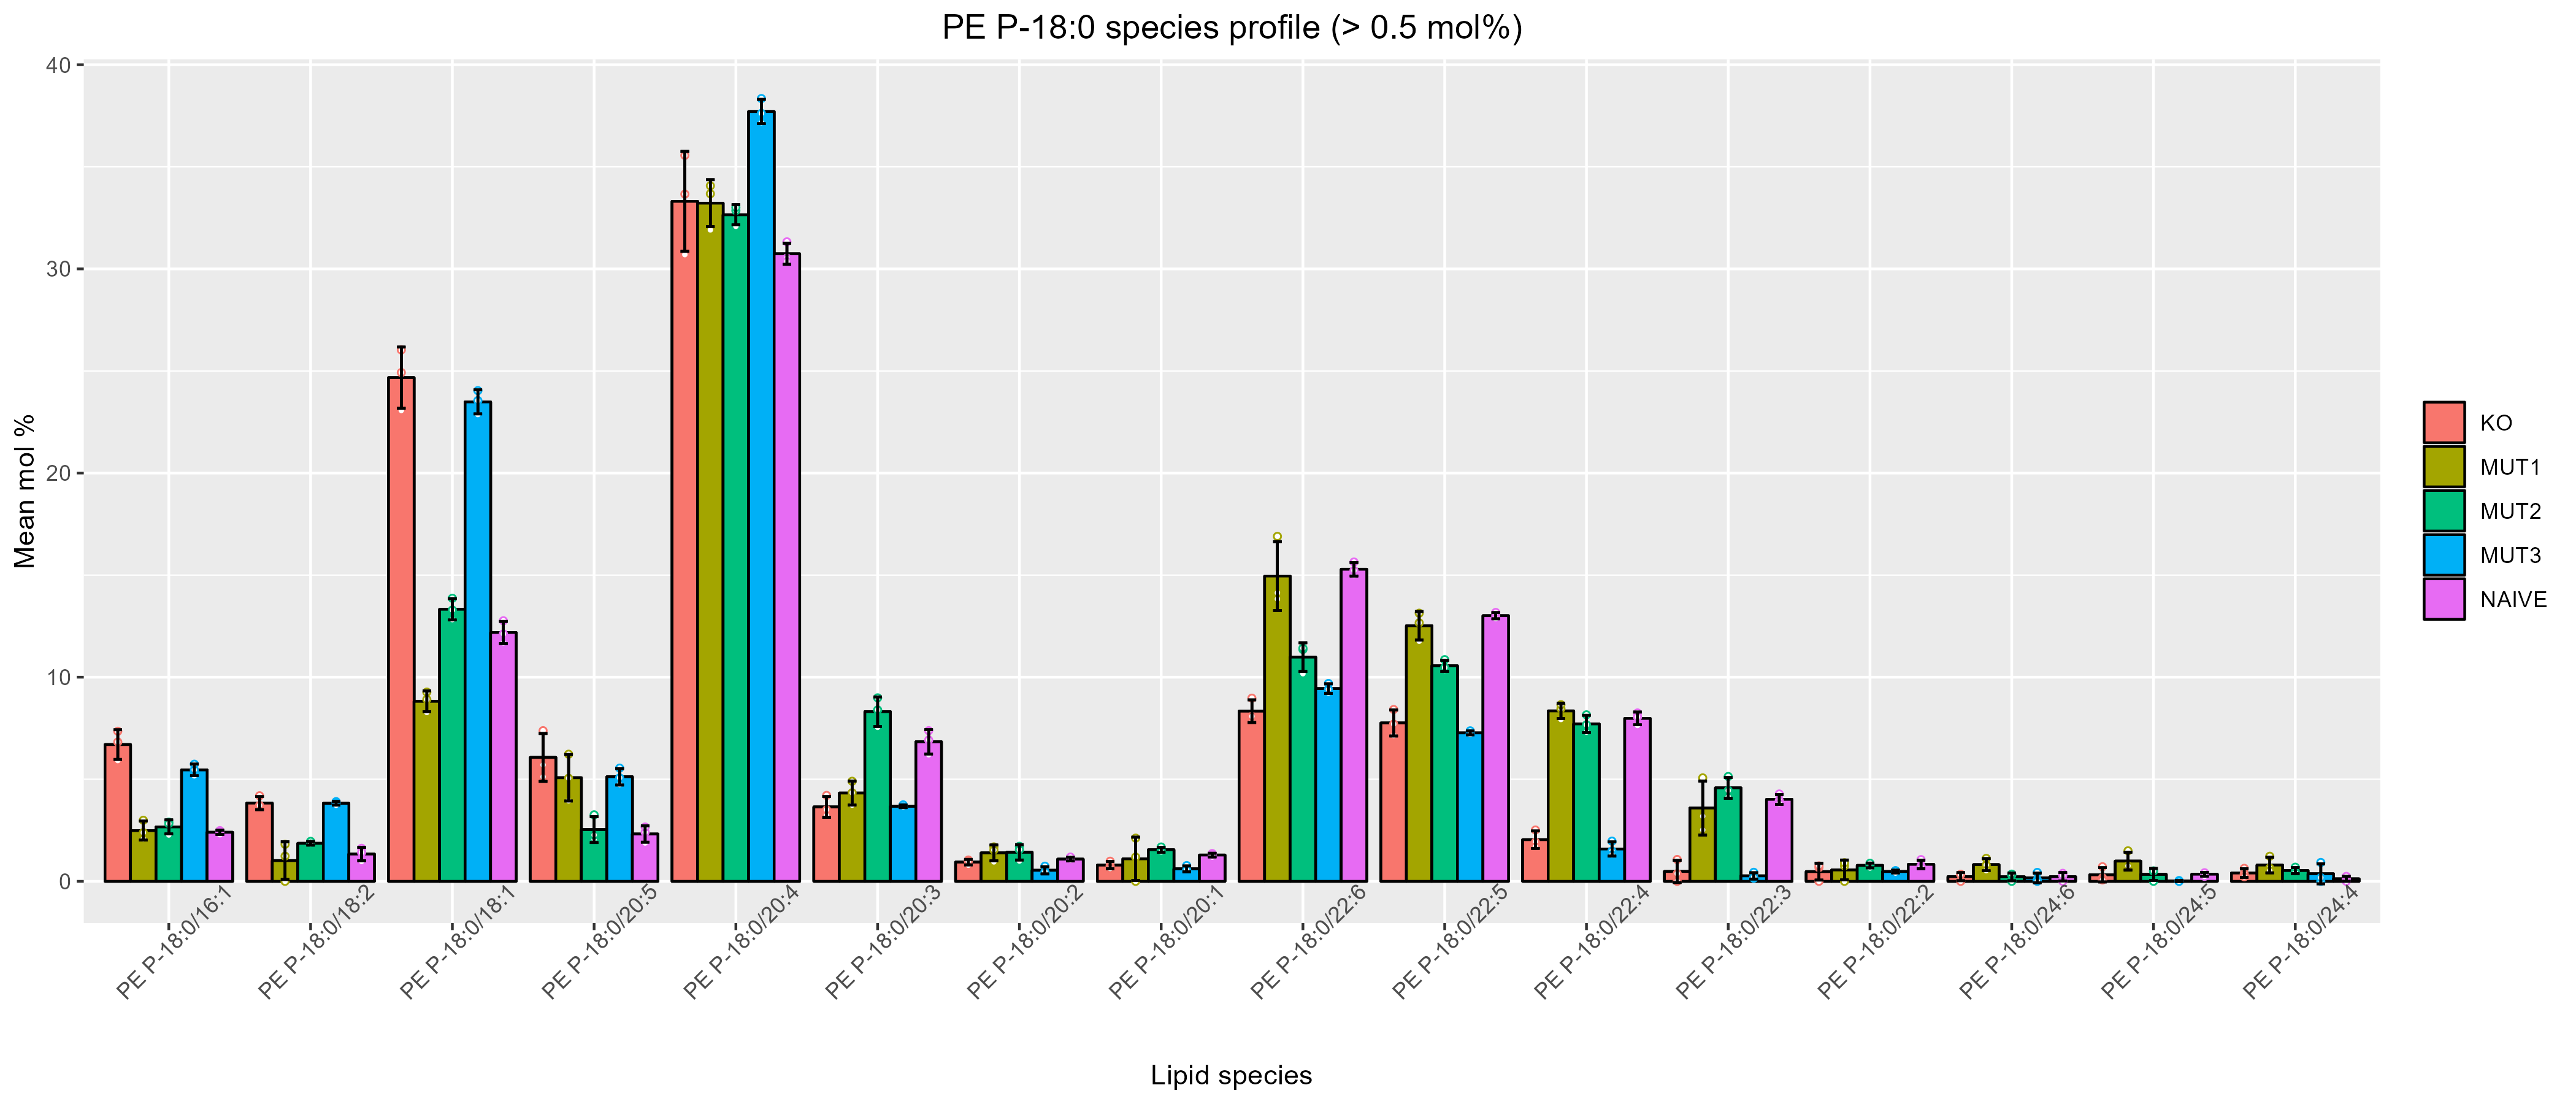 PE P-18:0 species profile (> 0.5 mol%)
Mean mol %
40
30
20
10
0
PE P-18:0/16:1
PE P-18:0/18:2
PE P-18:0/18:1
PE P-18:0/20:5
PE P-18:0/20:4
PE P-18:0/20:3
PE P-18:0/20:2
PE P-18:0/20:1
PE P-18:0/22:6
PE P-18:0/22:5
PE P-18:0/22:4
PE P-18:0/22:3
PE P-18:0/22:2
PE P-18:0/24:6
PE P-18:0/24:5
PE P-18:0/24:4
Lipid species
KO
MUT1
MUT2
MUT3
NAIVE